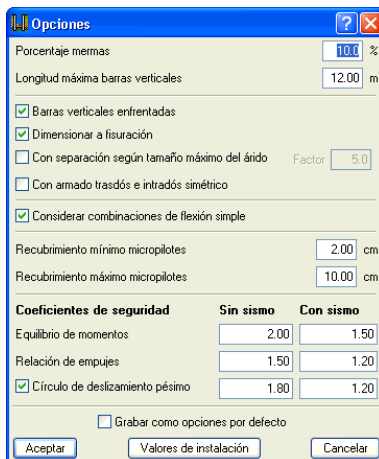 Opciones
Porcentaje mermas 10.0 %
Longitud máxima barras verticales 12.00 m
Barras verticales enfrentadas
Dimensionar a fisuración
Con separación según tamaño máximo del árido Factor 5.0
Con armado trasdós e intradós simétrico
Considerar combinaciones de flexión simple
Recubrimiento mínimo micropilotes 2.00 cm
Recubrimiento máximo micropilotes 10.00 cm
Coeficientes de seguridad Sin sismo Con sismo
Equilibrio de momentos 2.00 1.50
Relación de empujes 1.50 1.20
Círculo de deslizamiento pésimo 1.80 1.20
Grabar como opciones por defecto
Aceptar Valores de instalación Cancelar